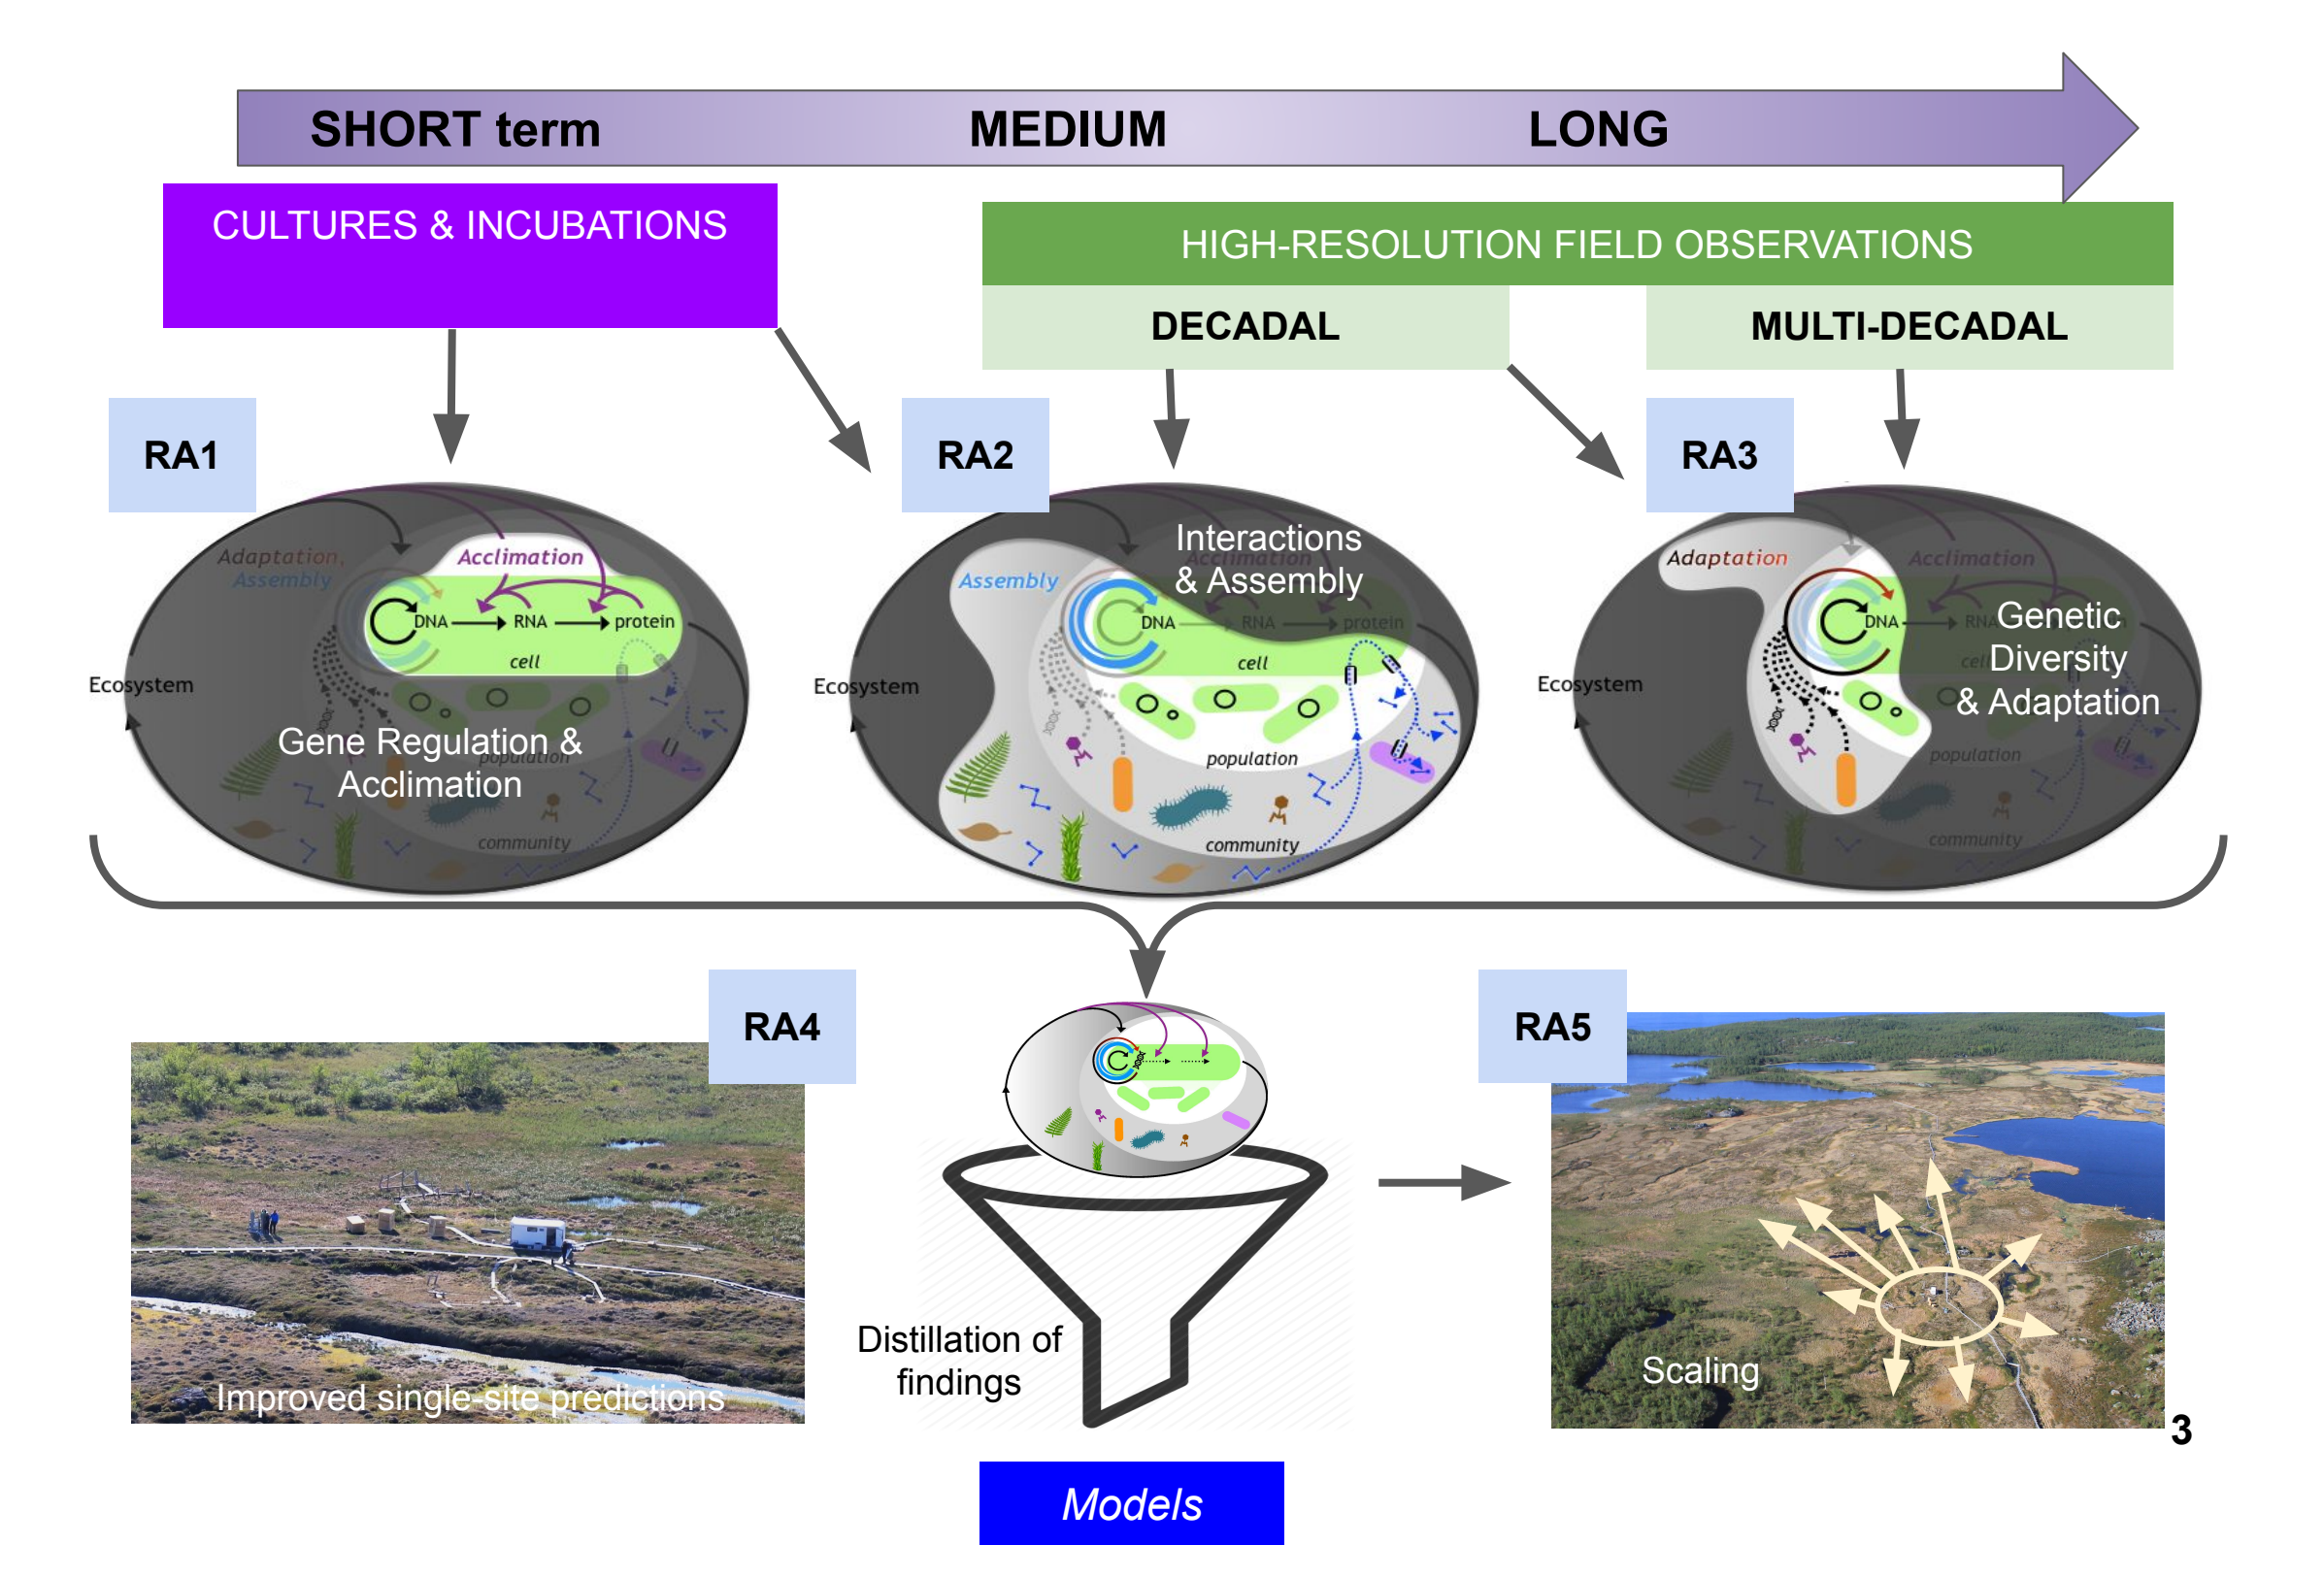 SHORT term
MEDIUM
LONG
CULTURES & INCUBATIONS
HIGH-RESOLUTION FIELD OBSERVATIONS
DECADAL
MULTI-DECADAL
RA1
Adaptation,
Assembly
Acclimation
DNA
RNA
protein
cell
Ecosystem
Gene Regulation &
Acclimation
population
community
RA2
Interactions
& Assembly
Acclimation
Assembly
DNA
RNA
protein
cell
Ecosystem
population
community
RA3
Adaptation
Acclimation
DNA
RNA
cell
Ecosystem
Genetic
Diversity
& Adaptation
population
community
RA4
Improved single-site predictions
Distillation of
findings
RA5
Scaling
3
Models